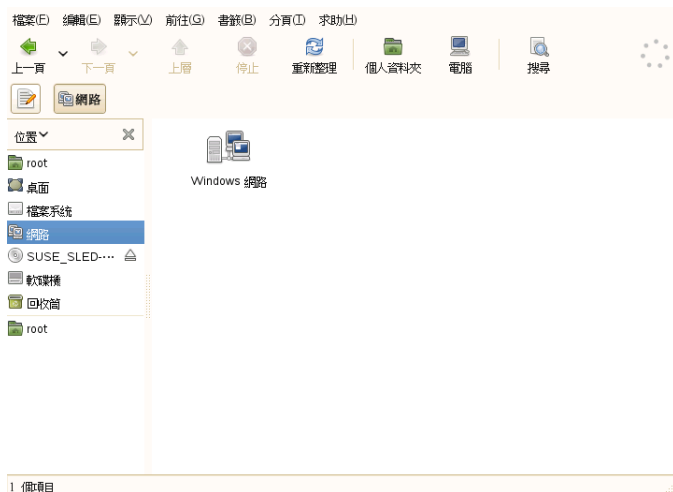 檔案(F) 編輯(E) 顯示(V) 前往(G) 書籤(B) 分頁(T) 求助(H)
上一頁 下一頁 上層 停止 重新整理 個人資料夾 電腦 搜尋
網路
位置
root
桌面
檔案系統
網路
SUSE_SLED-···
軟碟機
回收筒
root
Windows 網路
1 個項目